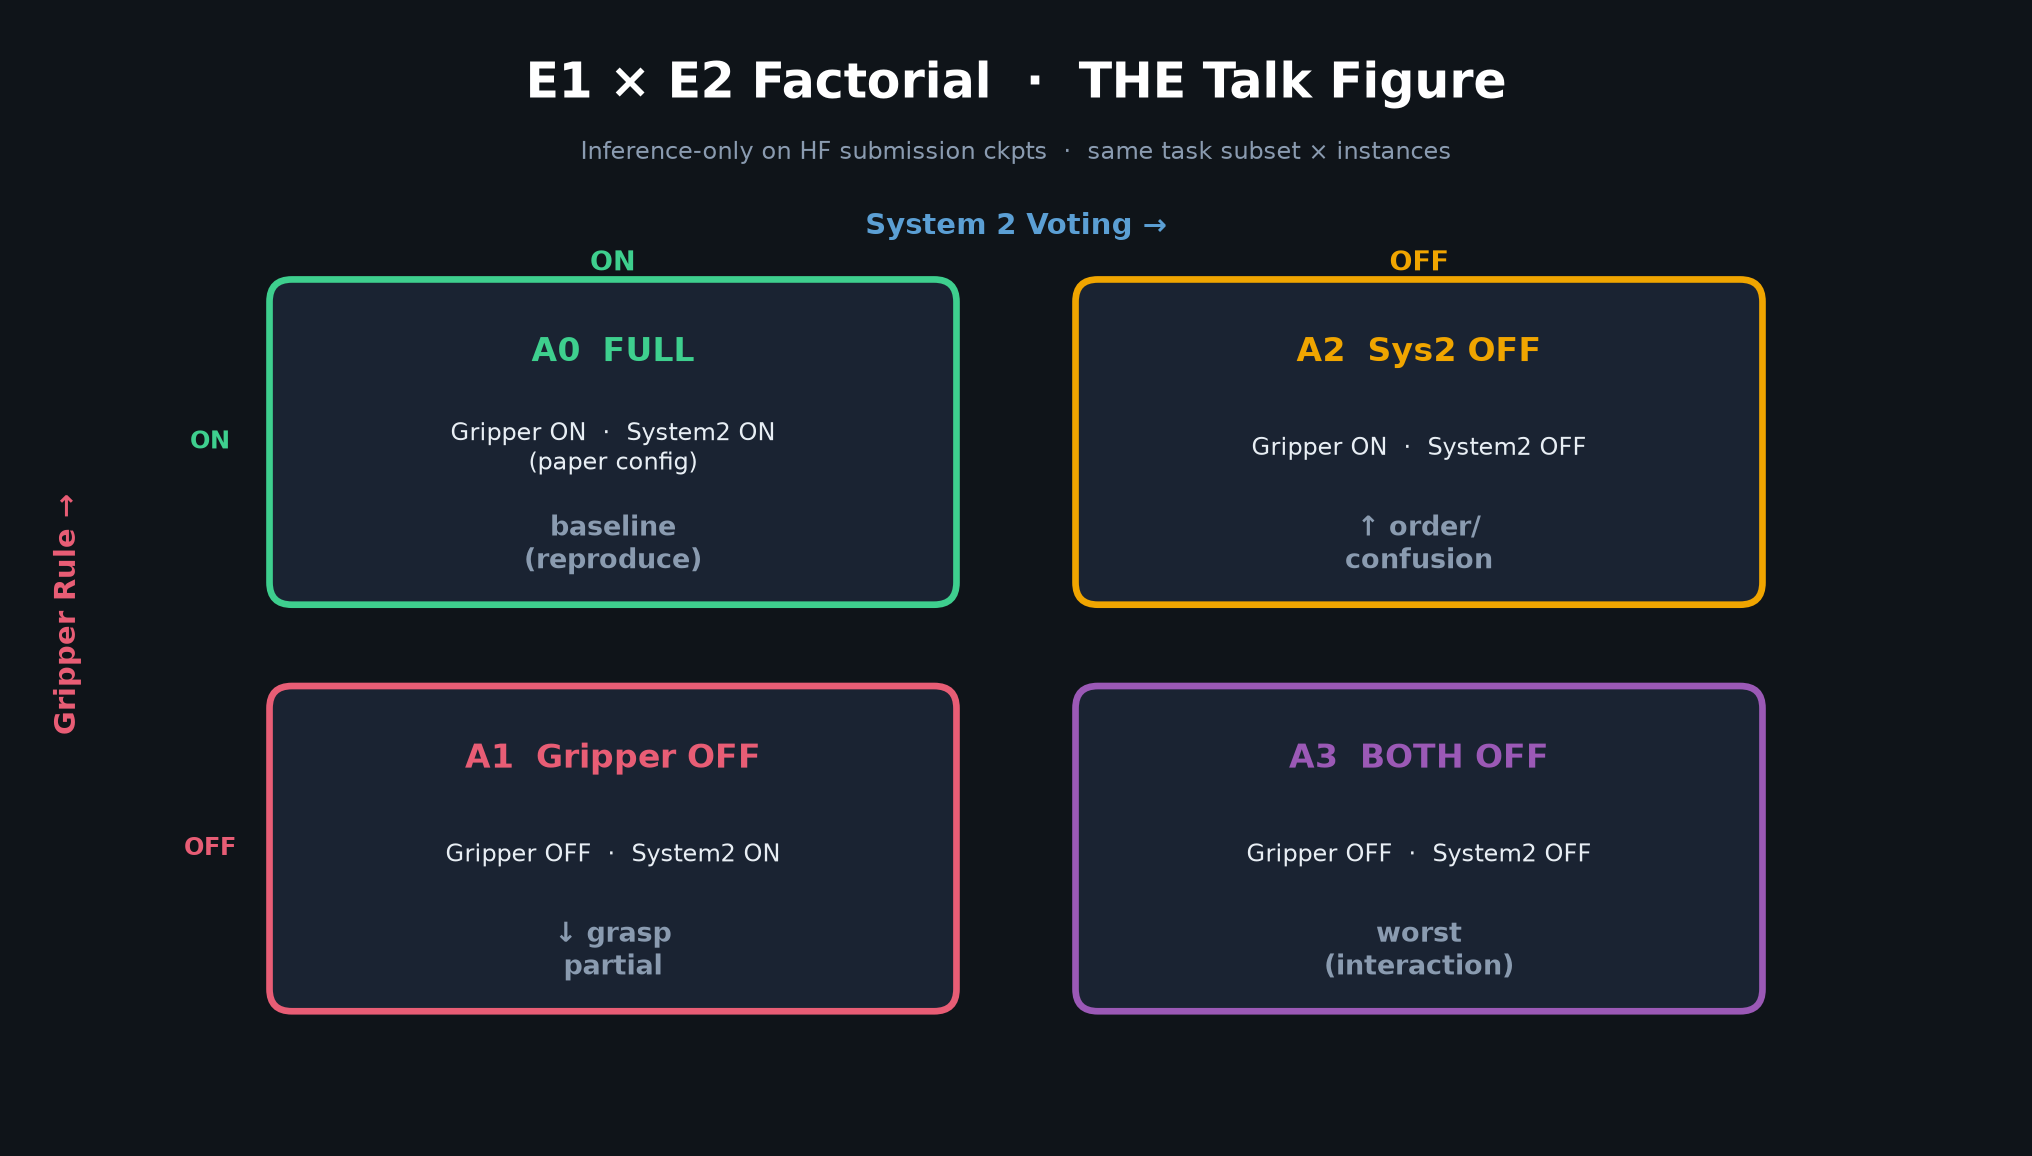 E1 × E2 Factorial · THE Talk Figure
Inference-only on HF submission ckpts · same task subset × instances
System 2 Voting →
ON
OFF
Gripper Rule →
ON
A0 FULL
Gripper ON · System2 ON
(paper config)
baseline
(reproduce)
A2 Sys2 OFF
Gripper ON · System2 OFF
↑ order/
confusion
OFF
A1 Gripper OFF
Gripper OFF · System2 ON
↓ grasp
partial
A3 BOTH OFF
Gripper OFF · System2 OFF
worst
(interaction)